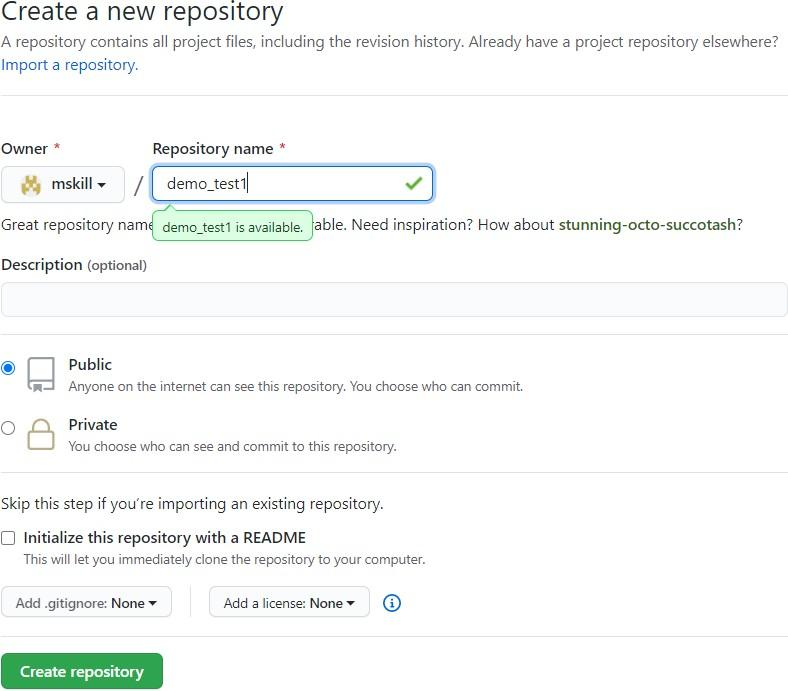 Create a new repository
A repository contains all project files, including the revision history. Already have a project repository elsewhere?
Import a repository.
Owner * Repository name *
mskill / demo_test1
Great repository name able. Need inspiration? How about stunning-octo-succotash?
demo_test1 is available.
Description (optional)
Public
Anyone on the internet can see this repository. You choose who can commit.
Private
You choose who can see and commit to this repository.
Skip this step if you’re importing an existing repository.
Initialize this repository with a README
This will let you immediately clone the repository to your computer.
Add .gitignore: None Add a license: None
Create repository